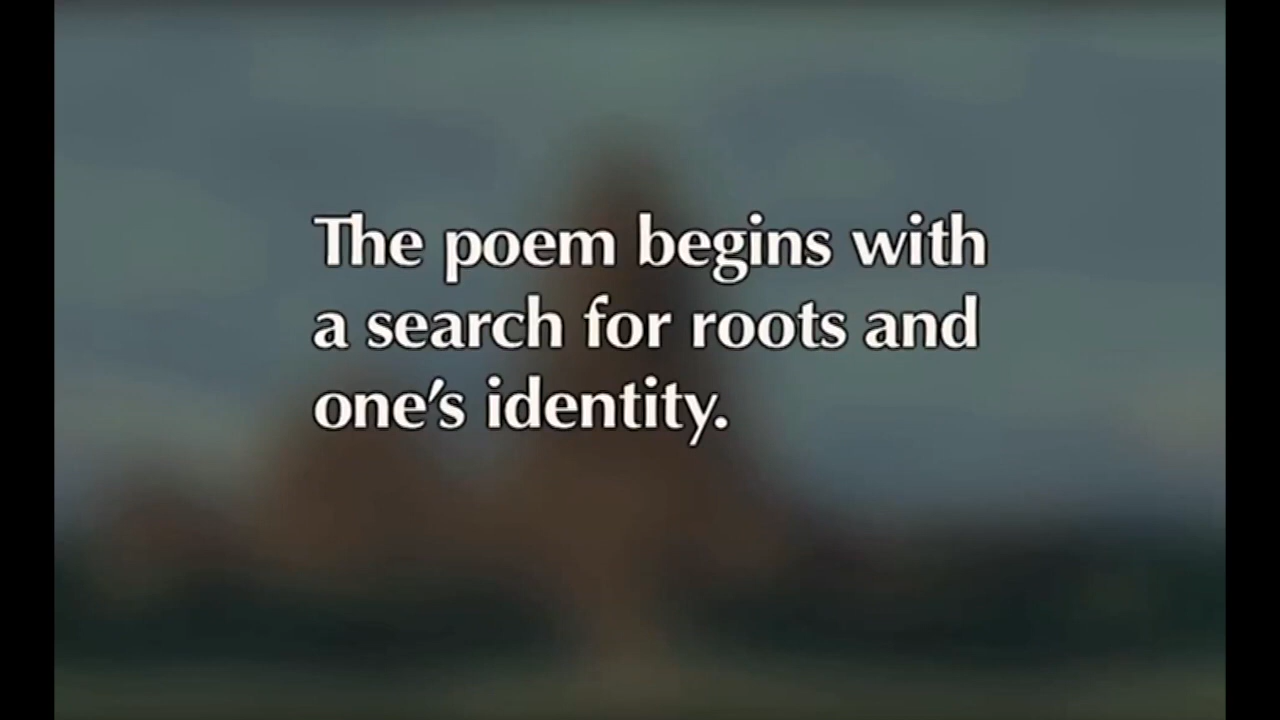 The poem begins with
a search for roots and
one's identity.